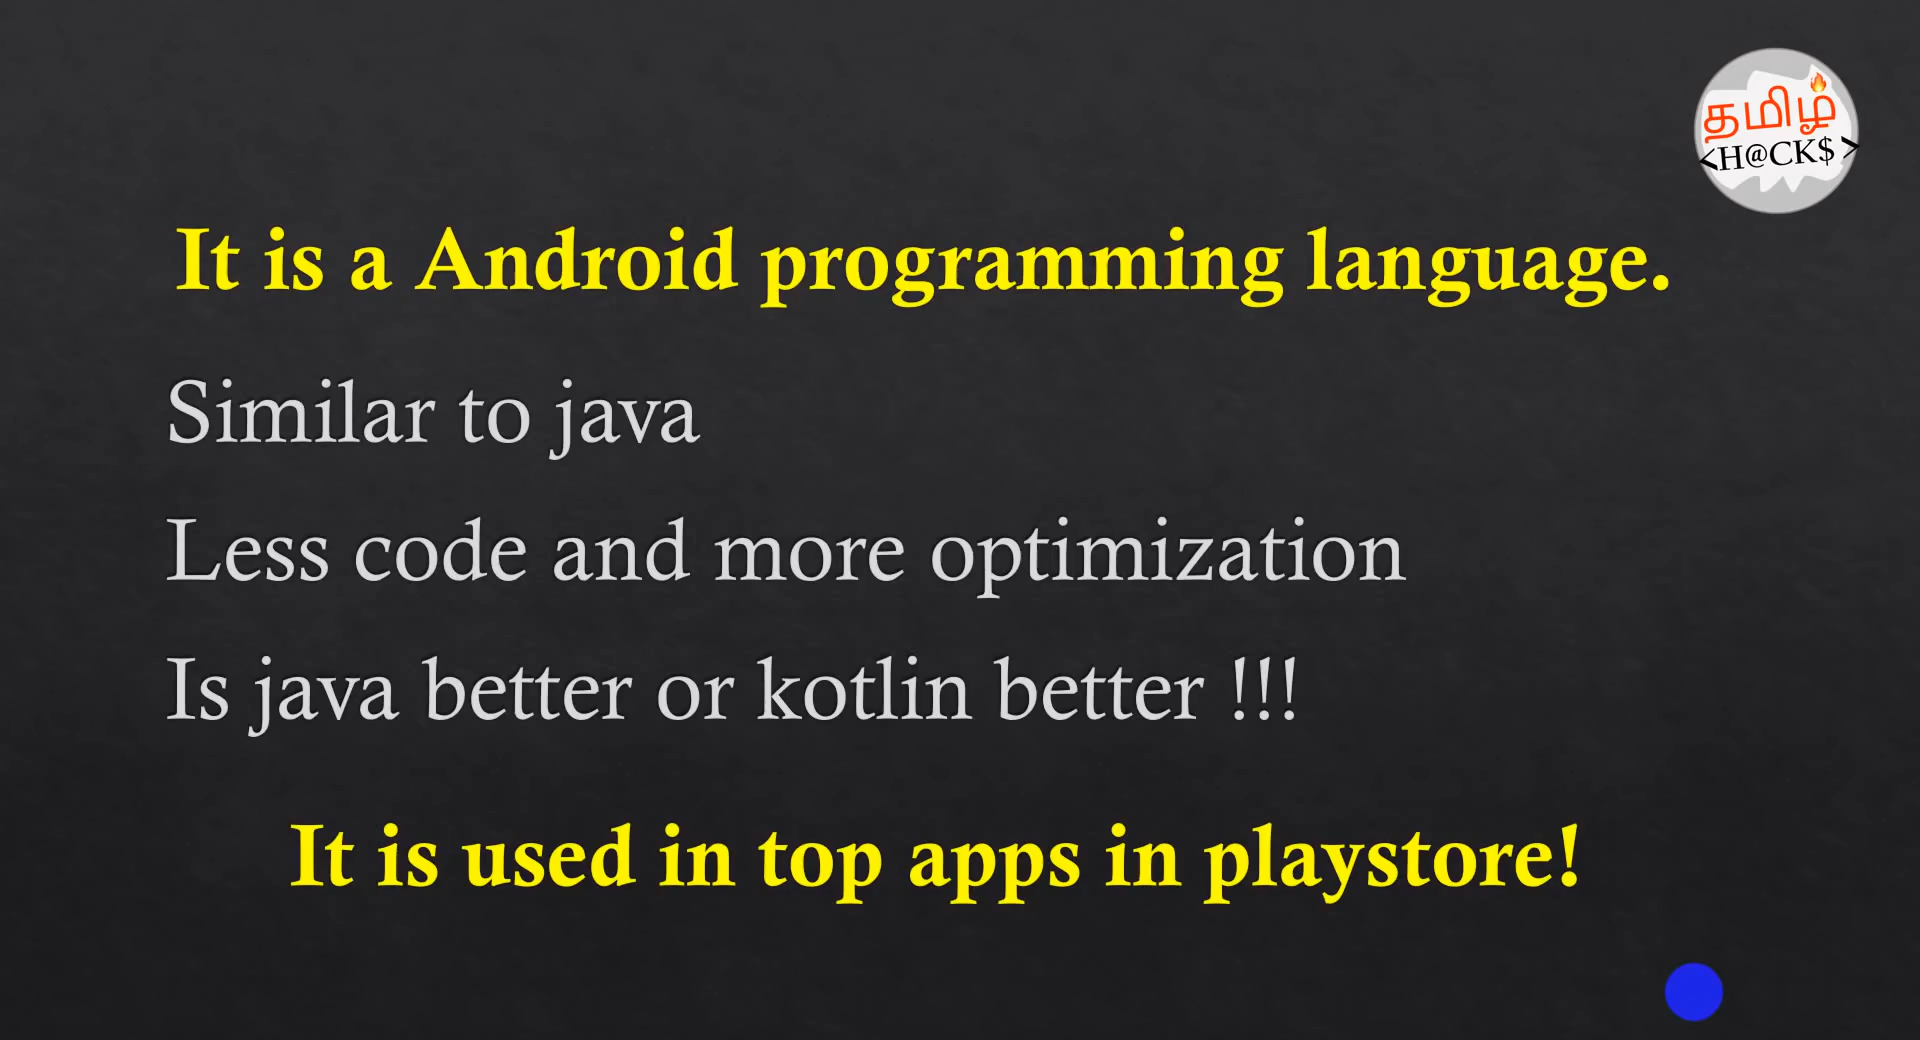 தமிழ்
<H@CK$>
It is a Android programming language.
Similar to java
Less code and more optimization
Is java better or kotlin better !!!
It is used in top apps in playstore!